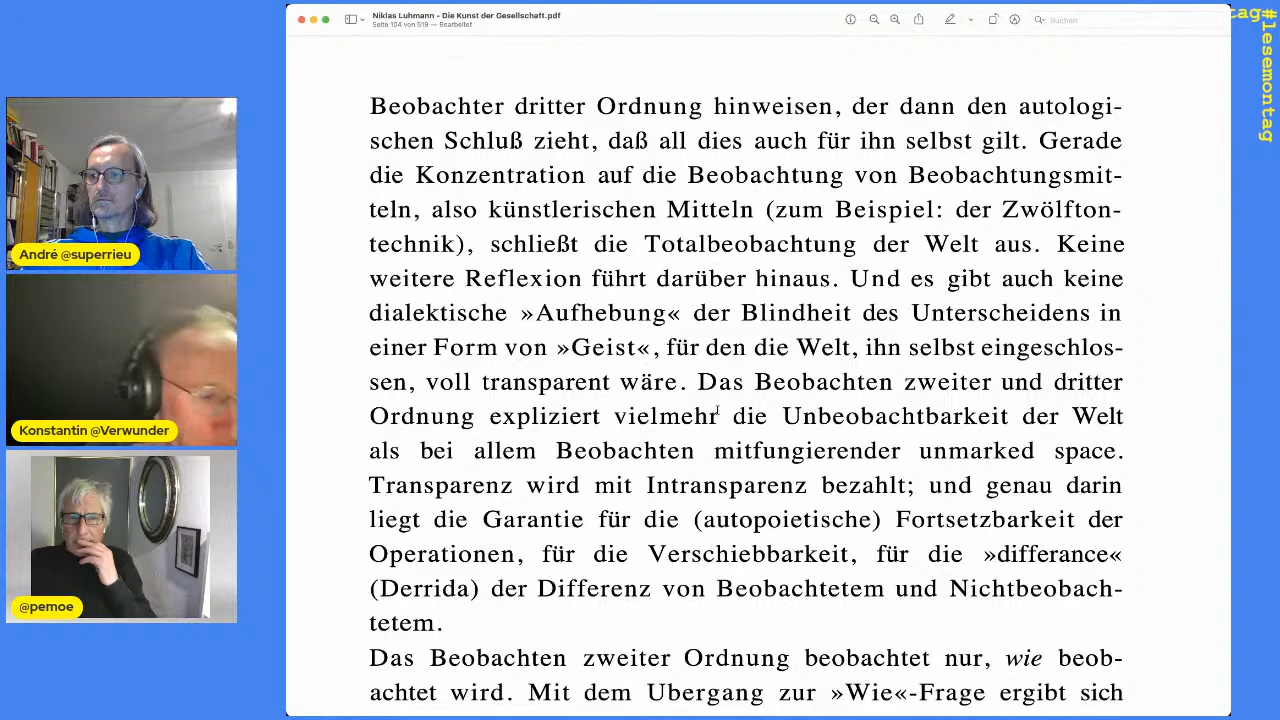 Niklas Luhmann - Die Kunst der Gesellschaft.pdf
Seite 104 von 519 — Bearbeitet
Suchen
tag#
lesemontag
Beobachter dritter Ordnung hinweisen, der dann den autologi-
schen Schluß zieht, daß all dies auch für ihn selbst gilt. Gerade
die Konzentration auf die Beobachtung von Beobachtungsmit-
teln, also künstlerischen Mitteln (zum Beispiel: der Zwölfton-
technik), schließt die Totalbeobachtung der Welt aus. Keine
weitere Reflexion führt darüber hinaus. Und es gibt auch keine
dialektische »Aufhebung« der Blindheit des Unterscheidens in
einer Form von »Geist«, für den die Welt, ihn selbst eingeschlos-
sen, voll transparent wäre. Das Beobachten zweiter und dritter
Ordnung expliziert vielmehr die Unbeobachtbarkeit der Welt
als bei allem Beobachten mitfungierender unmarked space.
Transparenz wird mit Intransparenz bezahlt; und genau darin
liegt die Garantie für die (autopoietische) Fortsetzbarkeit der
Operationen, für die Verschiebbarkeit, für die »differance«
(Derrida) der Differenz von Beobachtetem und Nichtbeobach-
tetem.
Das Beobachten zweiter Ordnung beobachtet nur, wie beob-
achtet wird. Mit dem Ubergang zur »Wie«-Frage ergibt sich
André @superrieu
Konstantin @Verwunder
@pemoe